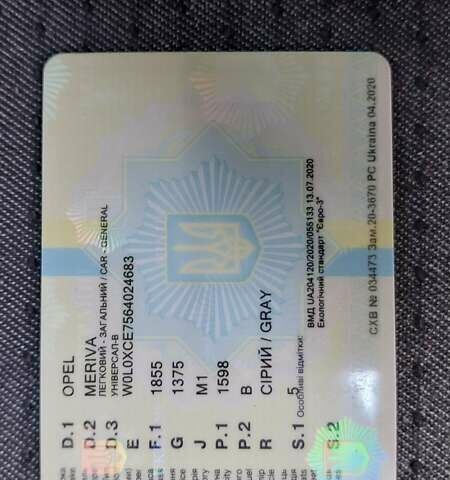 D.1 OPEL
D.2 MERIVA
ЛЕГКОВИЙ - ЗАГАЛЬНИЙ / CAR - GENERAL
D.3 УНІВЕРСАЛ-В
E W0L0XCE7564024683
F.1 1855
G 1375
J M1
P.1 1598
P.2 B
R СІРИЙ / GRAY
S.1 5
Особливі відмітки:
S.2
ВМД UA204120/2020/055133 13.07.2020
Екологічний стандарт "Євро-3"
СХВ № 034473 Зам.20-3670 РС Ukraina 04.2020